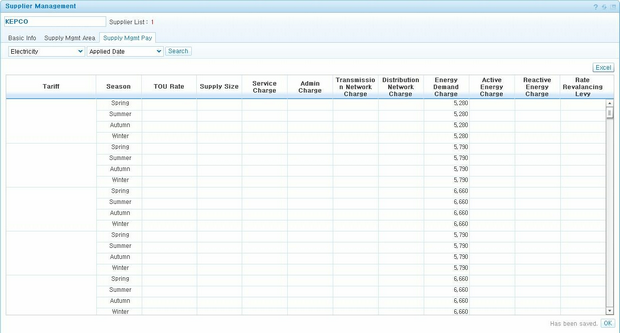 Supplier Management
KEPCO Supplier List : 1
Basic Info Supply Mgmt Area Supply Mgmt Pay
Electricity Applied Date Search
Excel
Tariff Season TOU Rate Supply Size Service Charge Admin Charge Transmissio n Network Charge Distribution Network Charge Energy Demand Charge Active Energy Charge Reactive Energy Charge Rate Revalancing Levy
Spring 5,280
Summer 5,280
Autumn 5,280
Winter 5,280
Spring 5,790
Summer 5,790
Autumn 5,790
Winter 5,790
Spring 6,660
Summer 6,660
Autumn 6,660
Winter 6,660
Spring 5,790
Summer 5,790
Autumn 5,790
Winter 5,790
Spring 6,660
Summer 6,660
Autumn 6,660
Winter 6,660
Has been saved. OK